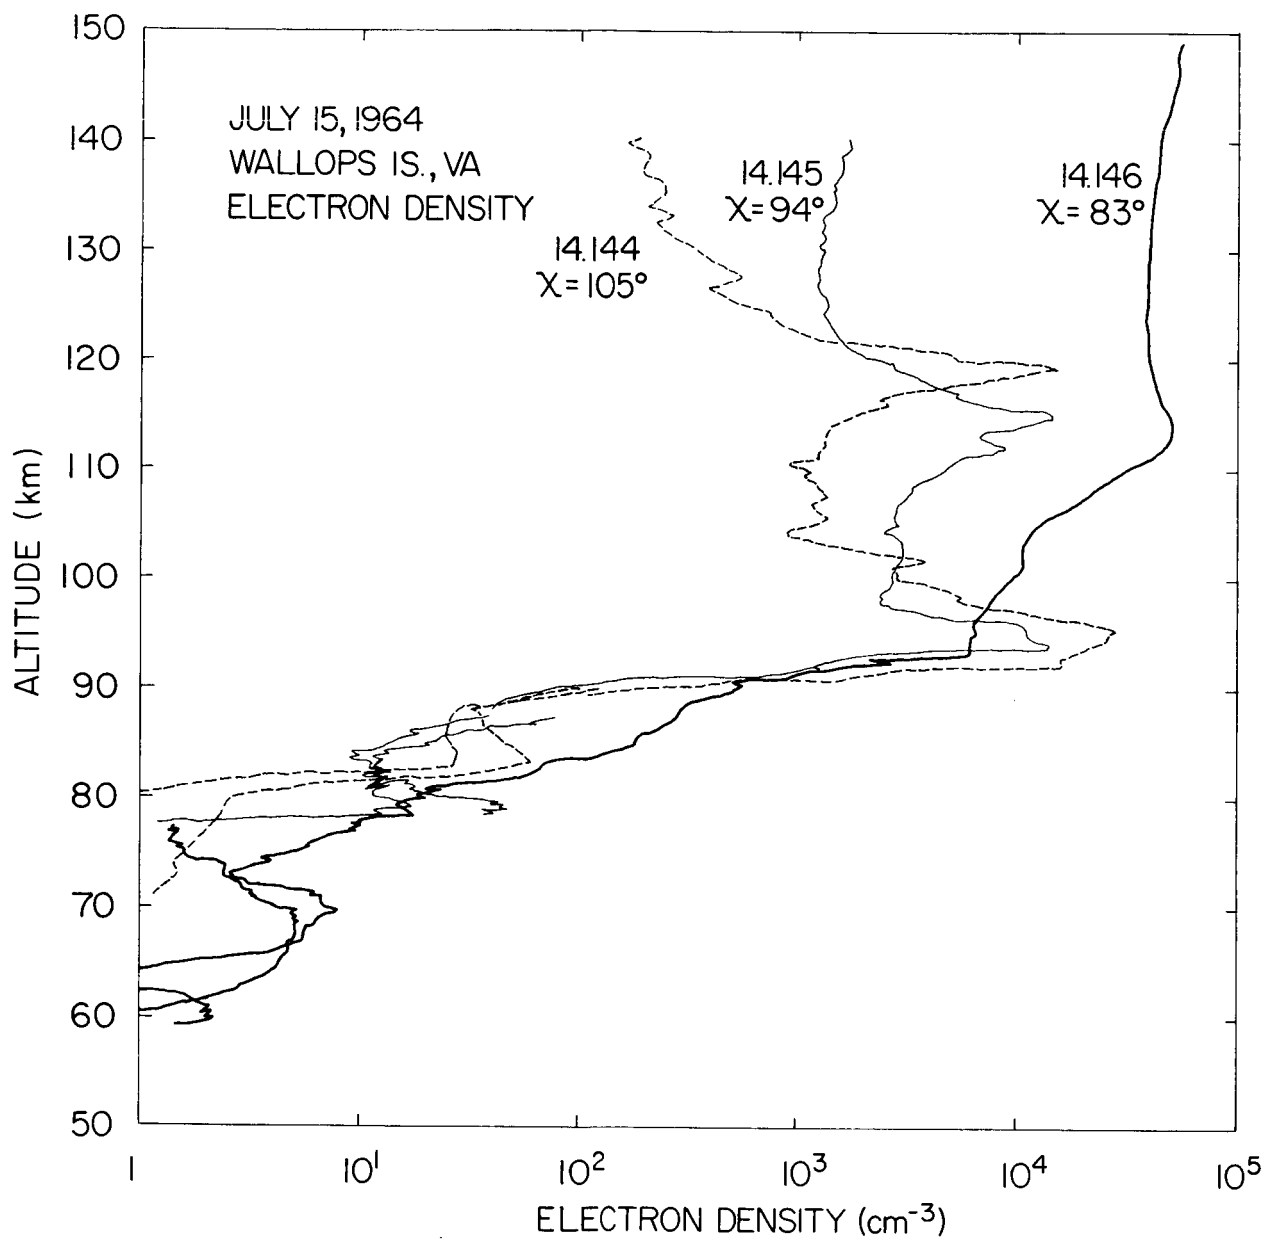 150
140
130
120
110
100
90
80
70
60
50
ALTITUDE (km)
JULY 15, 1964
WALLOPS IS., VA
ELECTRON DENSITY
14.144
χ=105°
14.145
χ=94°
14.146
χ=83°
1 10¹ 10² 10³ 10⁴ 10⁵
ELECTRON DENSITY (cm⁻³)